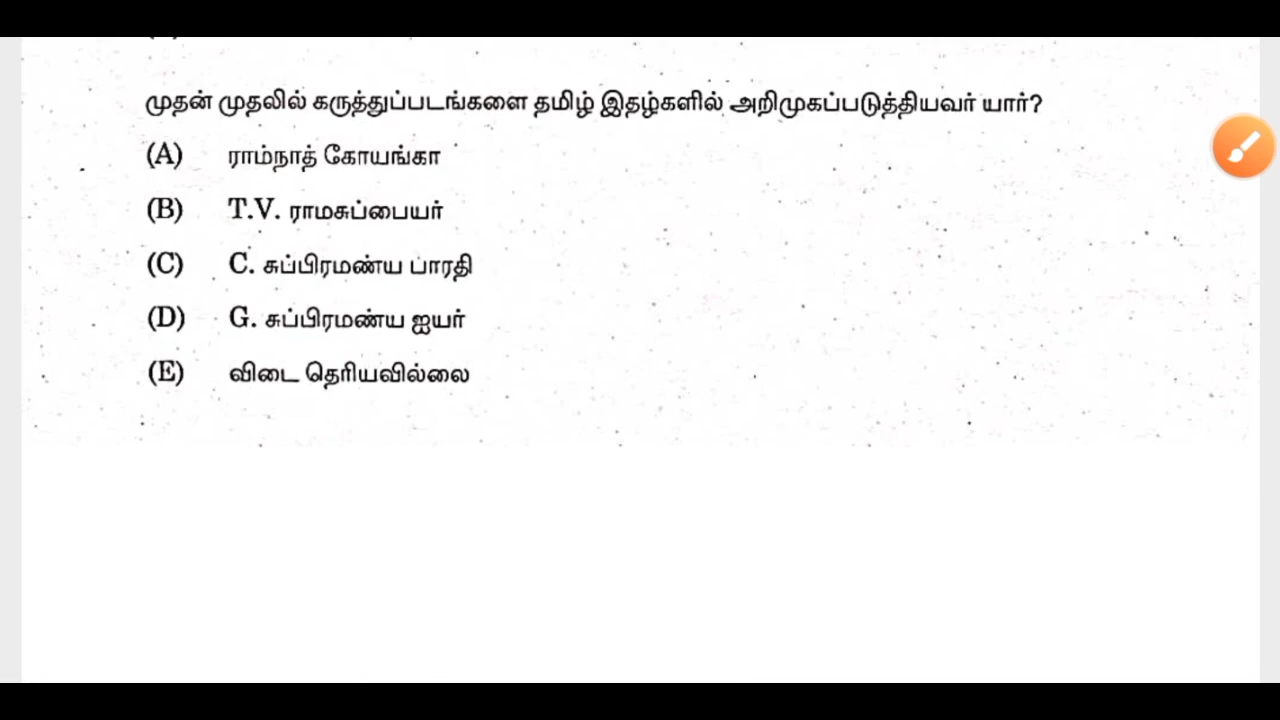 முதன் முதலில் கருத்துப்படங்களை தமிழ் இதழ்களில் அறிமுகப்படுத்தியவர் யார்?
(A) ராம்நாத் கோயங்கா
(B) T.V. ராமசுப்பையர்
(C) C. சுப்பிரமண்ய பாரதி
(D) G. சுப்பிரமண்ய ஐயர்
(E) விடை தெரியவில்லை